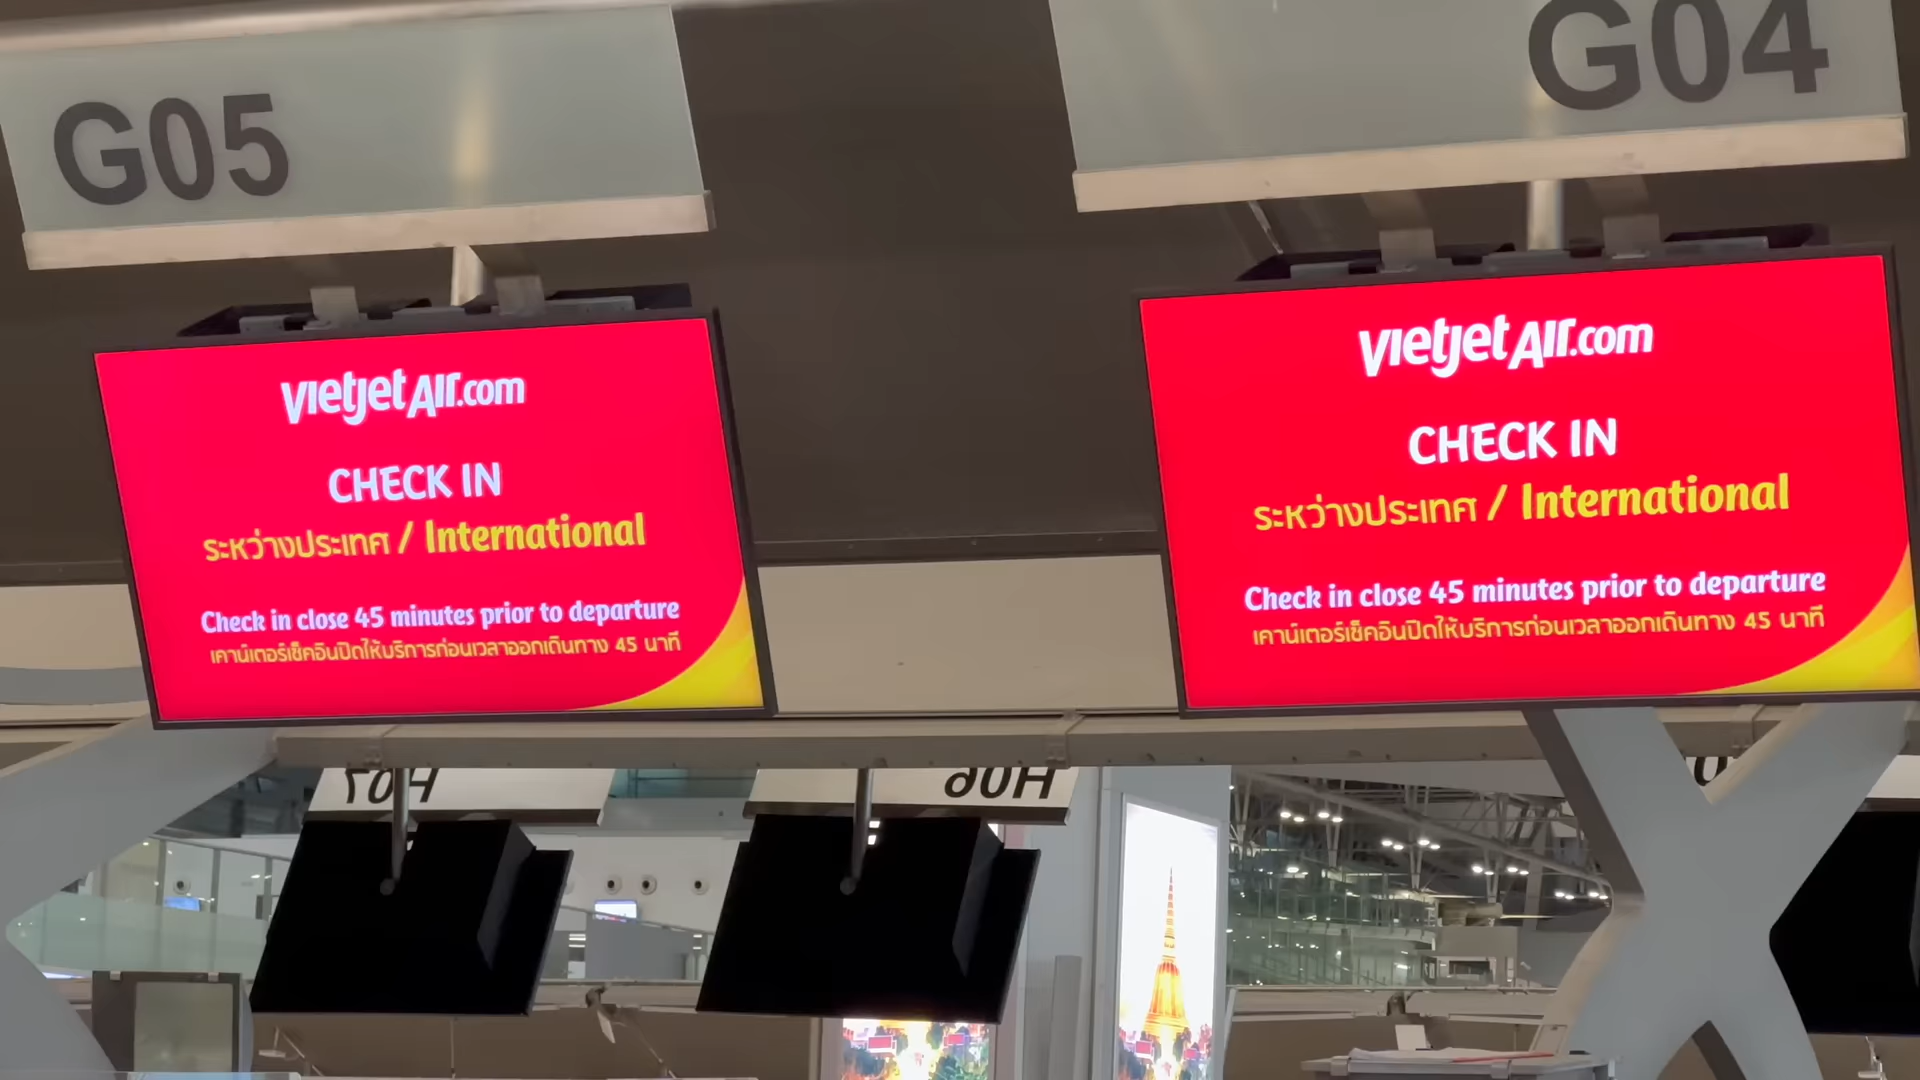 G05
G04
vietjetAir.com
CHECK IN
ระหว่างประเทศ / International
Check in close 45 minutes prior to departure
เคาน์เตอร์เช็คอินปิดให้บริการก่อนเวลาออกเดินทาง 45 นาที
vietjetAir.com
CHECK IN
ระหว่างประเทศ / International
Check in close 45 minutes prior to departure
เคาน์เตอร์เช็คอินปิดให้บริการก่อนเวลาออกเดินทาง 45 นาที
H07
H06